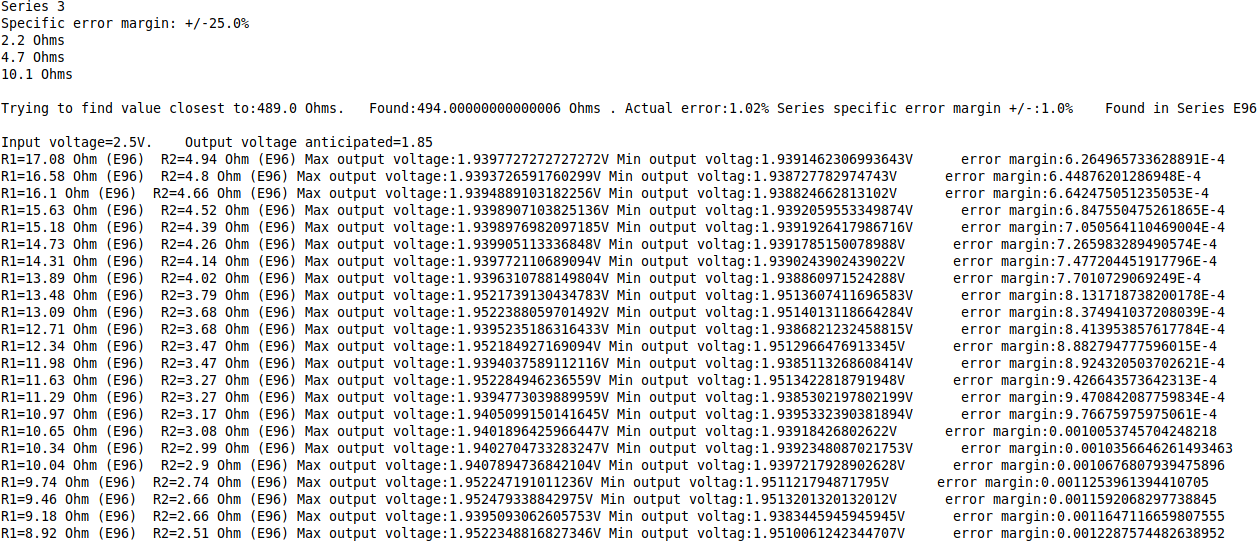 Series 3
Specific error margin: +/-25.0%
2.2 Ohms
4.7 Ohms
10.1 Ohms
Trying to find value closest to:489.0 Ohms.   Found:494.00000000000006 Ohms . Actual error:1.02% Series specific error margin +/-:1.0%    Found in Series E96
Input voltage=2.5V.    Output voltage anticipated=1.85
R1=17.08 Ohm (E96)  R2=4.94 Ohm (E96) Max output voltage:1.9397727272727272V Min output voltag:1.9391462306993643V      error margin:6.264965733628891E-4
R1=16.58 Ohm (E96)  R2=4.8 Ohm (E96) Max output voltage:1.9393726591760299V Min output voltag:1.938727782974743V      error margin:6.44876201286948E-4
R1=16.1 Ohm (E96)  R2=4.66 Ohm (E96) Max output voltage:1.9394889103182256V Min output voltag:1.938824662813102V      error margin:6.642475051235053E-4
R1=15.63 Ohm (E96)  R2=4.52 Ohm (E96) Max output voltage:1.9398907103825136V Min output voltag:1.9392059553349874V      error margin:6.847550475261865E-4
R1=15.18 Ohm (E96)  R2=4.39 Ohm (E96) Max output voltage:1.9398976982097185V Min output voltag:1.9391926417986716V      error margin:7.050564110469004E-4
R1=14.73 Ohm (E96)  R2=4.26 Ohm (E96) Max output voltage:1.939905113336848V Min output voltag:1.9391785150078988V      error margin:7.265983289490574E-4
R1=14.31 Ohm (E96)  R2=4.14 Ohm (E96) Max output voltage:1.939772110689094V Min output voltag:1.9390243902439022V      error margin:7.477204451917796E-4
R1=13.89 Ohm (E96)  R2=4.02 Ohm (E96) Max output voltage:1.9396310788149804V Min output voltag:1.938860971524288V      error margin:7.7010729069249E-4
R1=13.48 Ohm (E96)  R2=3.79 Ohm (E96) Max output voltage:1.9521739130434783V Min output voltag:1.9513607411696583V      error margin:8.131718738200178E-4
R1=13.09 Ohm (E96)  R2=3.68 Ohm (E96) Max output voltage:1.9522388059701492V Min output voltag:1.9514013118664284V      error margin:8.374941037208039E-4
R1=12.71 Ohm (E96)  R2=3.68 Ohm (E96) Max output voltage:1.9395235186316433V Min output voltag:1.9386821232458815V      error margin:8.413953857617784E-4
R1=12.34 Ohm (E96)  R2=3.47 Ohm (E96) Max output voltage:1.952184927169094V Min output voltag:1.9512966476913345V      error margin:8.882794777596015E-4
R1=11.98 Ohm (E96)  R2=3.47 Ohm (E96) Max output voltage:1.9394037589112116V Min output voltag:1.9385113268608414V      error margin:8.924320503702621E-4
R1=11.63 Ohm (E96)  R2=3.27 Ohm (E96) Max output voltage:1.952284946236559V Min output voltag:1.9513422818791948V      error margin:9.426643573642313E-4
R1=11.29 Ohm (E96)  R2=3.27 Ohm (E96) Max output voltage:1.9394773039889959V Min output voltag:1.9385302197802199V      error margin:9.470842087759834E-4
R1=10.97 Ohm (E96)  R2=3.17 Ohm (E96) Max output voltage:1.9405099150141645V Min output voltag:1.9395332390381894V      error margin:9.76675975975061E-4
R1=10.65 Ohm (E96)  R2=3.08 Ohm (E96) Max output voltage:1.9401896425966447V Min output voltag:1.93918426802622V      error margin:0.0010053745704248218
R1=10.34 Ohm (E96)  R2=2.99 Ohm (E96) Max output voltage:1.9402704733283247V Min output voltag:1.9392348087021753V      error margin:0.0010356646261493463
R1=10.04 Ohm (E96)  R2=2.9 Ohm (E96) Max output voltage:1.9407894736842104V Min output voltag:1.9397217928902628V      error margin:0.0010676807939475896
R1=9.74 Ohm (E96)  R2=2.74 Ohm (E96) Max output voltage:1.952247191011236V Min output voltag:1.951121794871795V      error margin:0.0011253961394410705
R1=9.46 Ohm (E96)  R2=2.66 Ohm (E96) Max output voltage:1.952479338842975V Min output voltag:1.9513201320132012V      error margin:0.0011592068297738845
R1=9.18 Ohm (E96)  R2=2.66 Ohm (E96) Max output voltage:1.9395093062605753V Min output voltag:1.9383445945945945V      error margin:0.0011647116659807555
R1=8.92 Ohm (E96)  R2=2.51 Ohm (E96) Max output voltage:1.9522348816827346V Min output voltag:1.9510061242344707V      error margin:0.0012287574482638952